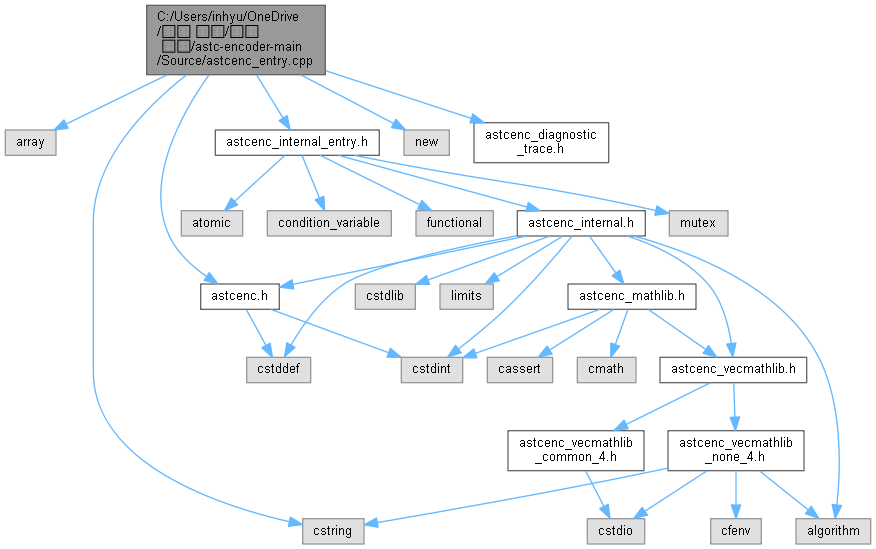 C:/Users/inhyu/OneDrive
/astc-encoder-main
/Source/astcenc_entry.cpp
array
astcenc_internal_entry.h
new
astcenc_diagnostic
_trace.h
atomic
condition_variable
functional
astcenc_internal.h
mutex
astcenc.h
cstdlib
limits
astcenc_mathlib.h
cstddef
cstdint
cassert
cmath
astcenc_vecmathlib.h
astcenc_vecmathlib
_common_4.h
astcenc_vecmathlib
_none_4.h
cstring
cstdio
cfenv
algorithm